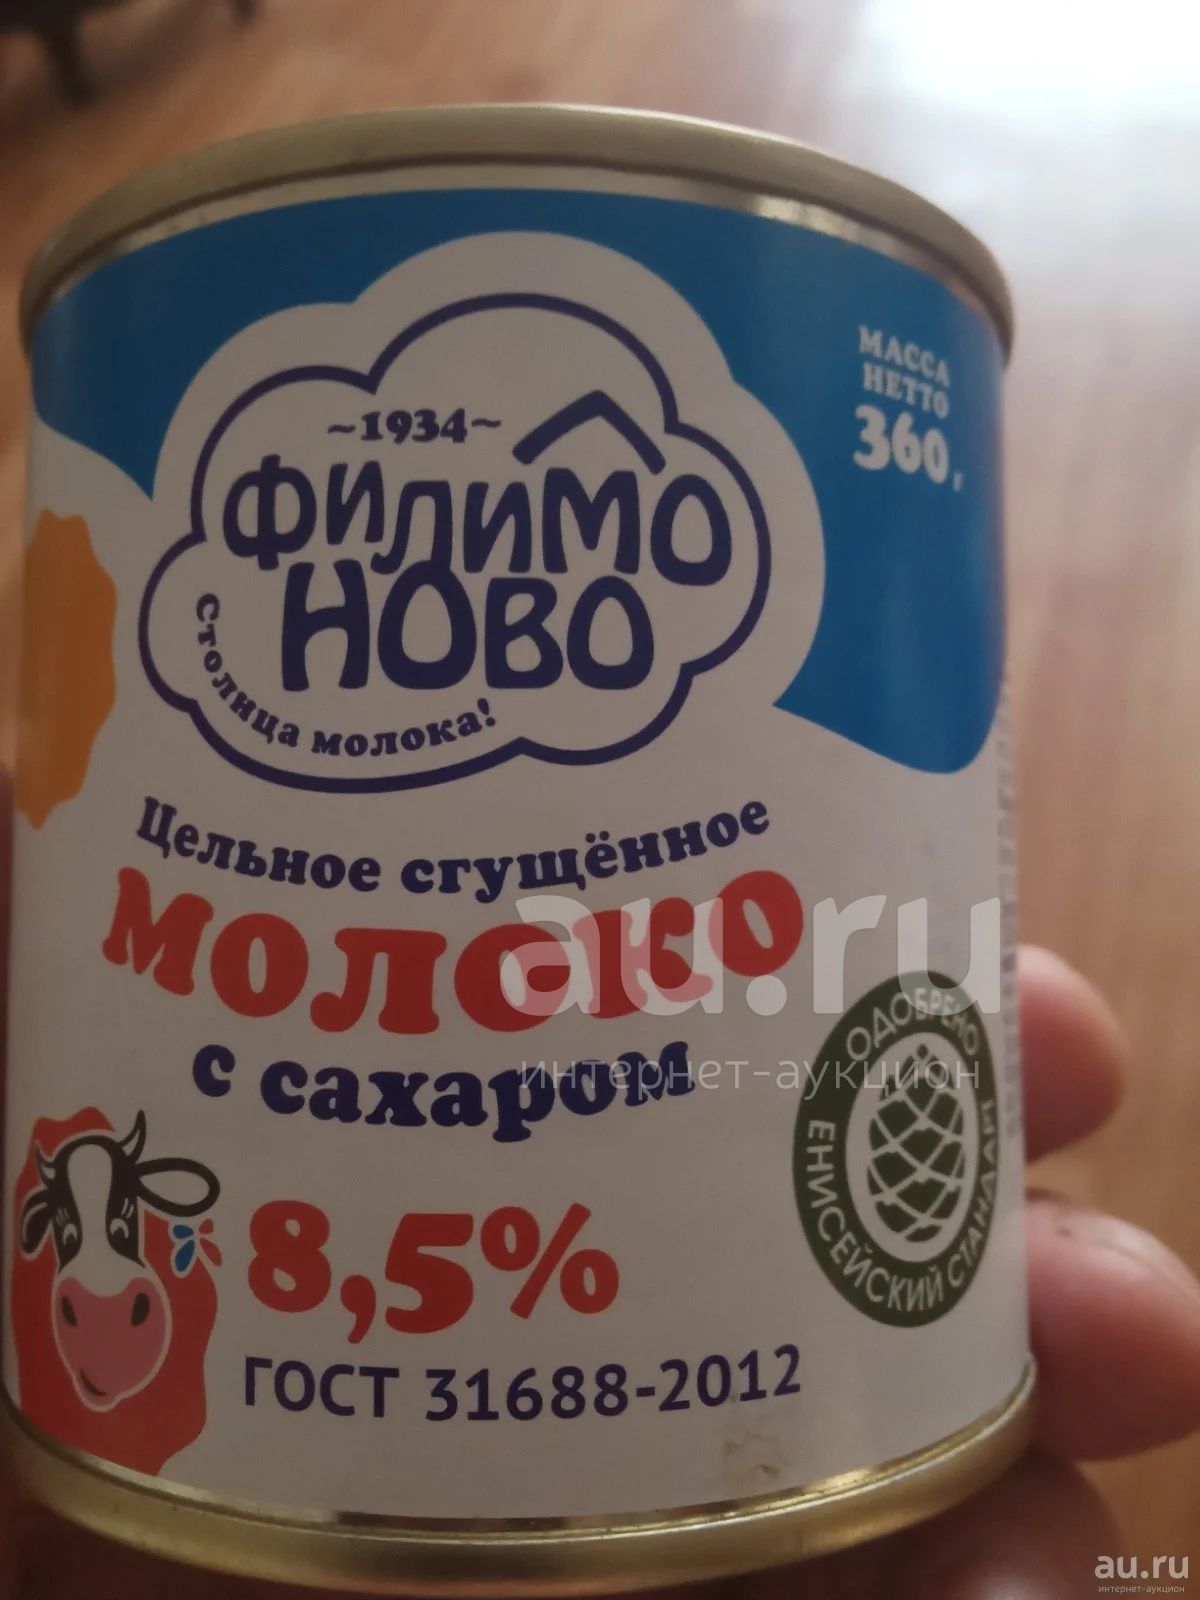 МАССА
НЕТТО
360г
~1934~
ФИЛИМО
НОВО
столица молока!
Цельное сгущённое
МОЛОКО
с сахаром
8,5%
ГОСТ 31688-2012
ОДОБРЕНО
ЕНИСЕЙСКИЙ СТАНДАРТ
au.ru
интернет-аукцион
au.ru
интернет-аукцион